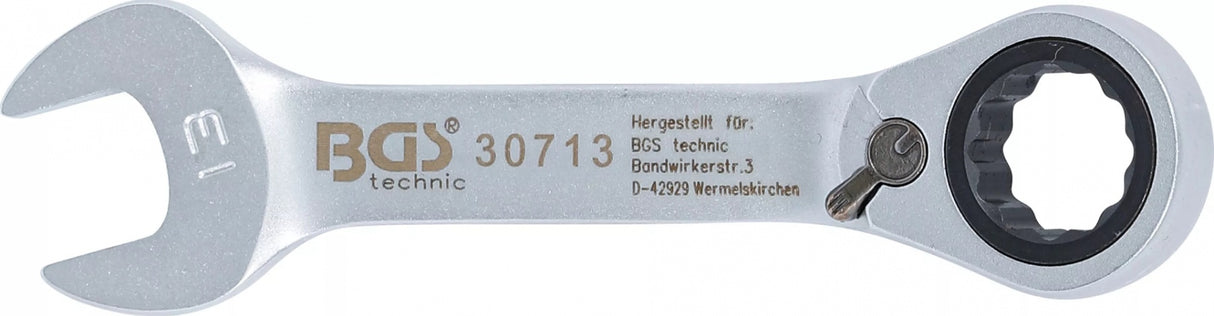 13
BGS® 30713
technic
Hergestellt für:
BGS technic
Bandwirkerstr.3
D-42929 Wermelskirchen